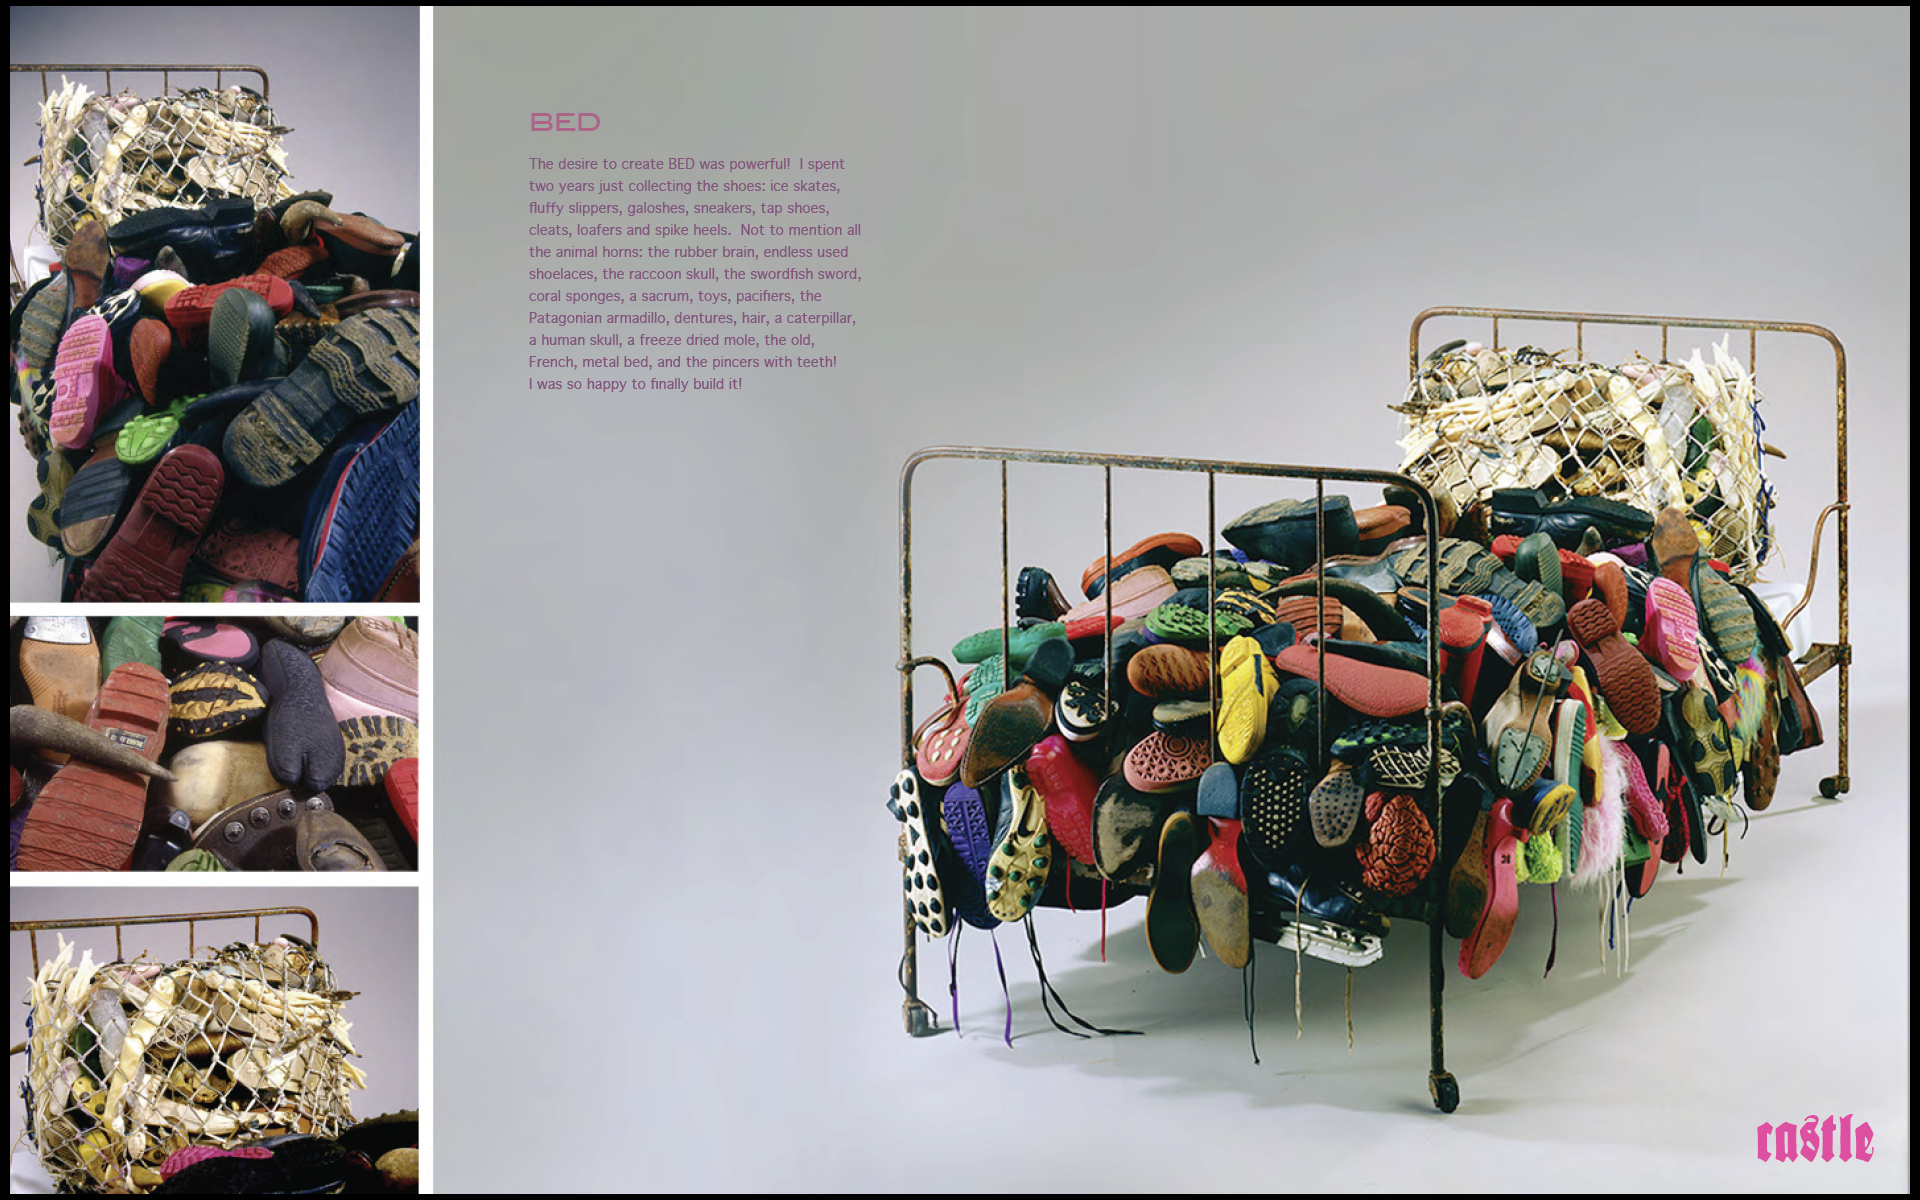 BED
The desire to create BED was powerful!  I spent
two years just collecting the shoes: ice skates,
fluffy slippers, galoshes, sneakers, tap shoes,
cleats, loafers and spike heels.  Not to mention all
the animal horns: the rubber brain, endless used
shoelaces, the raccoon skull, the swordfish sword,
coral sponges, a sacrum, toys, pacifiers, the
Patagonian armadillo, dentures, hair, a caterpillar,
a human skull, a freeze dried mole, the old,
French, metal bed, and the pincers with teeth!
I was so happy to finally build it!
castle